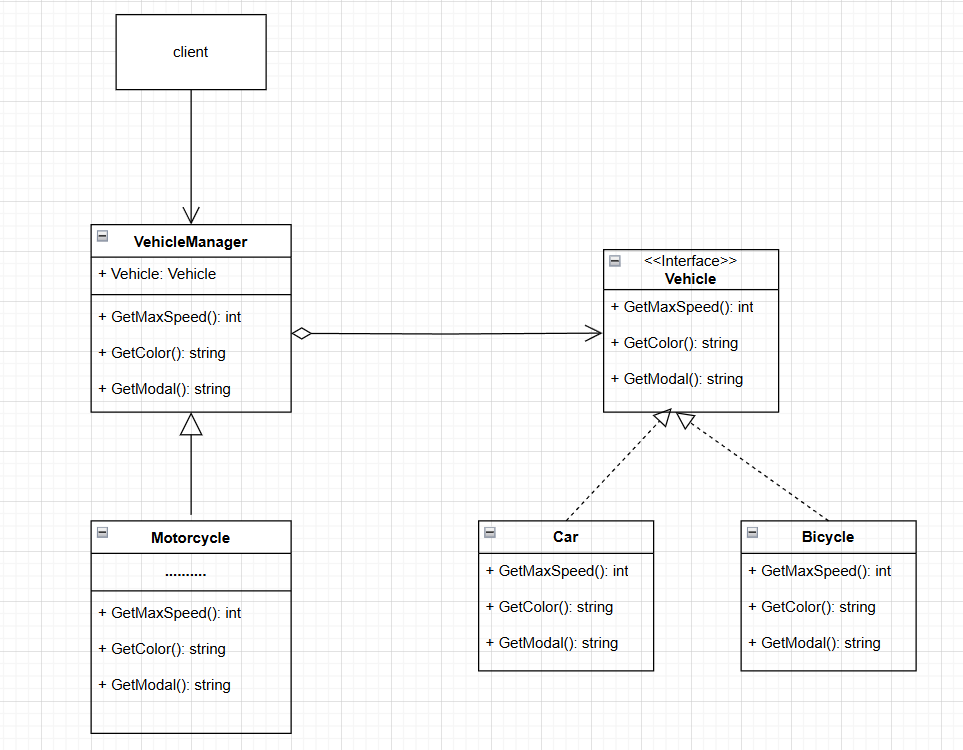 client
VehicleManager
+ Vehicle: Vehicle
+ GetMaxSpeed(): int
+ GetColor(): string
+ GetModal(): string
<<Interface>>
Vehicle
+ GetMaxSpeed(): int
+ GetColor(): string
+ GetModal(): string
Motorcycle
..........
+ GetMaxSpeed(): int
+ GetColor(): string
+ GetModal(): string
Car
+ GetMaxSpeed(): int
+ GetColor(): string
+ GetModal(): string
Bicycle
+ GetMaxSpeed(): int
+ GetColor(): string
+ GetModal(): string